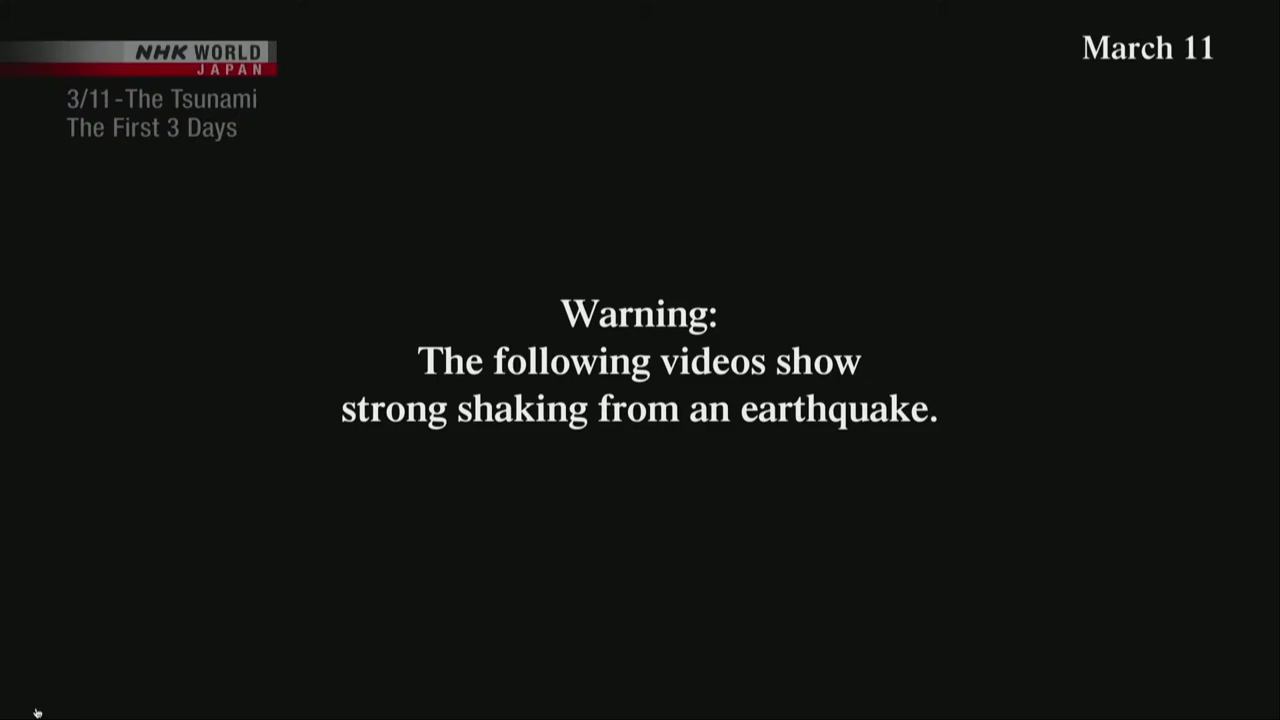 NHK WORLD
JAPAN
3/11-The Tsunami
The First 3 Days
March 11
Warning:
The following videos show
strong shaking from an earthquake.